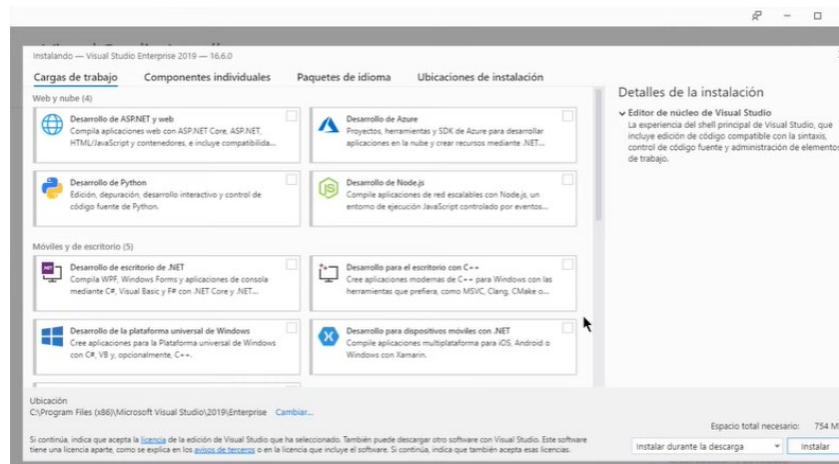 Instalando — Visual Studio Enterprise 2019 — 16.6.0
Cargas de trabajo
Componentes individuales
Paquetes de idioma
Ubicaciones de instalación
Web y nube (4)
Desarrollo de ASP.NET y web
Compila aplicaciones web con ASP.NET Core, ASP.NET,
HTML/JavaScript y contenedores, e incluye compatibilida...
Desarrollo de Azure
Proyectos, herramientas y SDK de Azure para desarrollar
aplicaciones en la nube y crear recursos mediante .NET...
Desarrollo de Python
Edición, depuración, desarrollo interactivo y control de
código fuente de Python.
Desarrollo de Node.js
Compile aplicaciones de red escalables con Node.js, un
entorno de ejecución JavaScript controlado por eventos...
Móviles y de escritorio (5)
Desarrollo de escritorio de .NET
Compila WPF, Windows Forms y aplicaciones de consola
mediante C#, Visual Basic y F# con .NET Core y .NET...
Desarrollo para el escritorio con C++
Cree aplicaciones modernas de C++ para Windows con las
herramientas que prefiera, como MSVC, Clang, CMake o...
Desarrollo de la plataforma universal de Windows
Cree aplicaciones para la Plataforma universal de Windows
con C#, VB y, opcionalmente, C++.
Desarrollo para dispositivos móviles con .NET
Compile aplicaciones multiplataforma para iOS, Android o
Windows con Xamarin.
Detalles de la instalación
Editor de núcleo de Visual Studio
La experiencia del shell principal de Visual Studio, que
incluye edición de código compatible con la sintaxis,
control de código fuente y administración de elementos
de trabajo.
Ubicación
C:\Program Files (x86)\Microsoft Visual Studio\2019\Enterprise Cambiar...
Si continúa, indica que acepta la licencia de la edición de Visual Studio que ha seleccionado. También puede descargar otro software con Visual Studio. Este software
tiene una licencia aparte, como se explica en los avisos de terceros o en la licencia que incluye el software. Si continúa, indica que también acepta esas licencias.
Espacio total necesario: 754 M
Instalar durante la descarga
Instalar